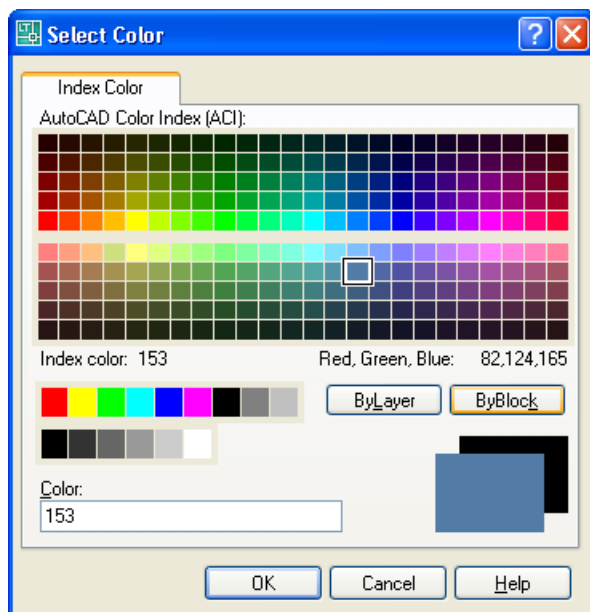 LT Select Color ?
Index Color
AutoCAD Color Index (ACI):
Index color: 153 Red, Green, Blue: 82,124,165
ByLayer ByBlock
Color:
153
OK Cancel Help